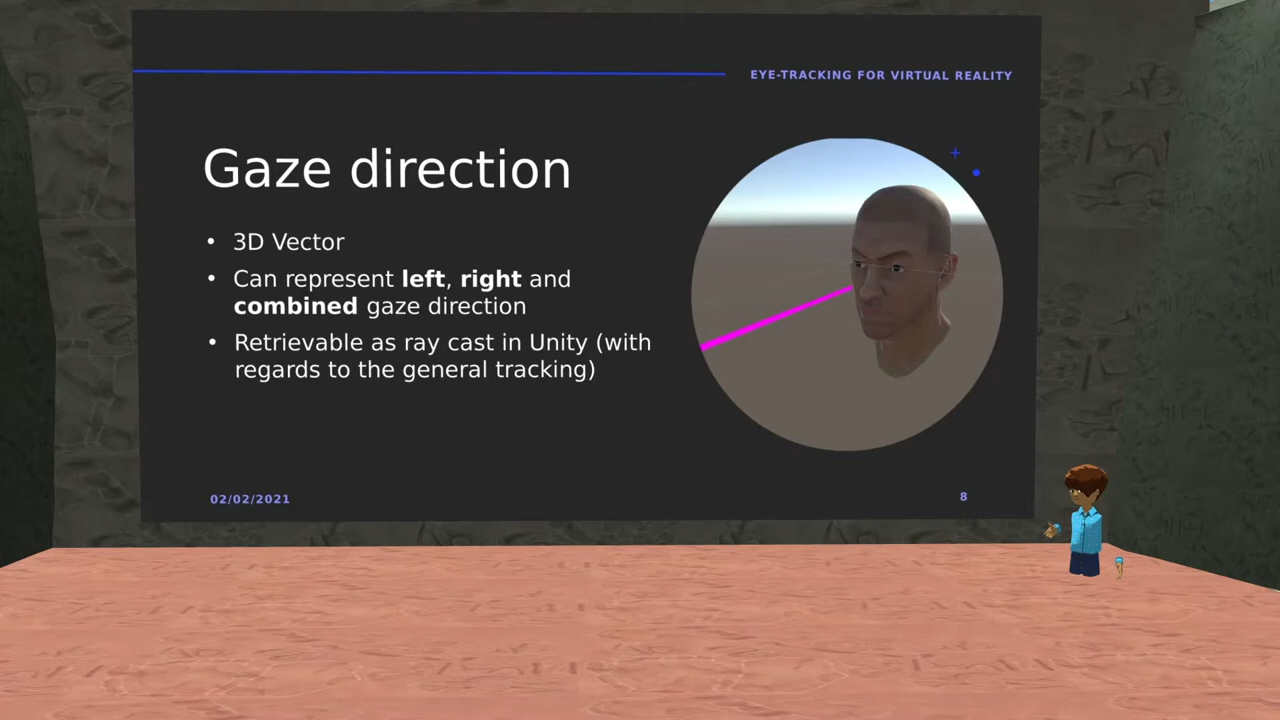 EYE-TRACKING FOR VIRTUAL REALITY
Gaze direction
• 3D Vector
• Can represent left, right and
combined gaze direction
• Retrievable as ray cast in Unity (with
regards to the general tracking)
02/02/2021
8